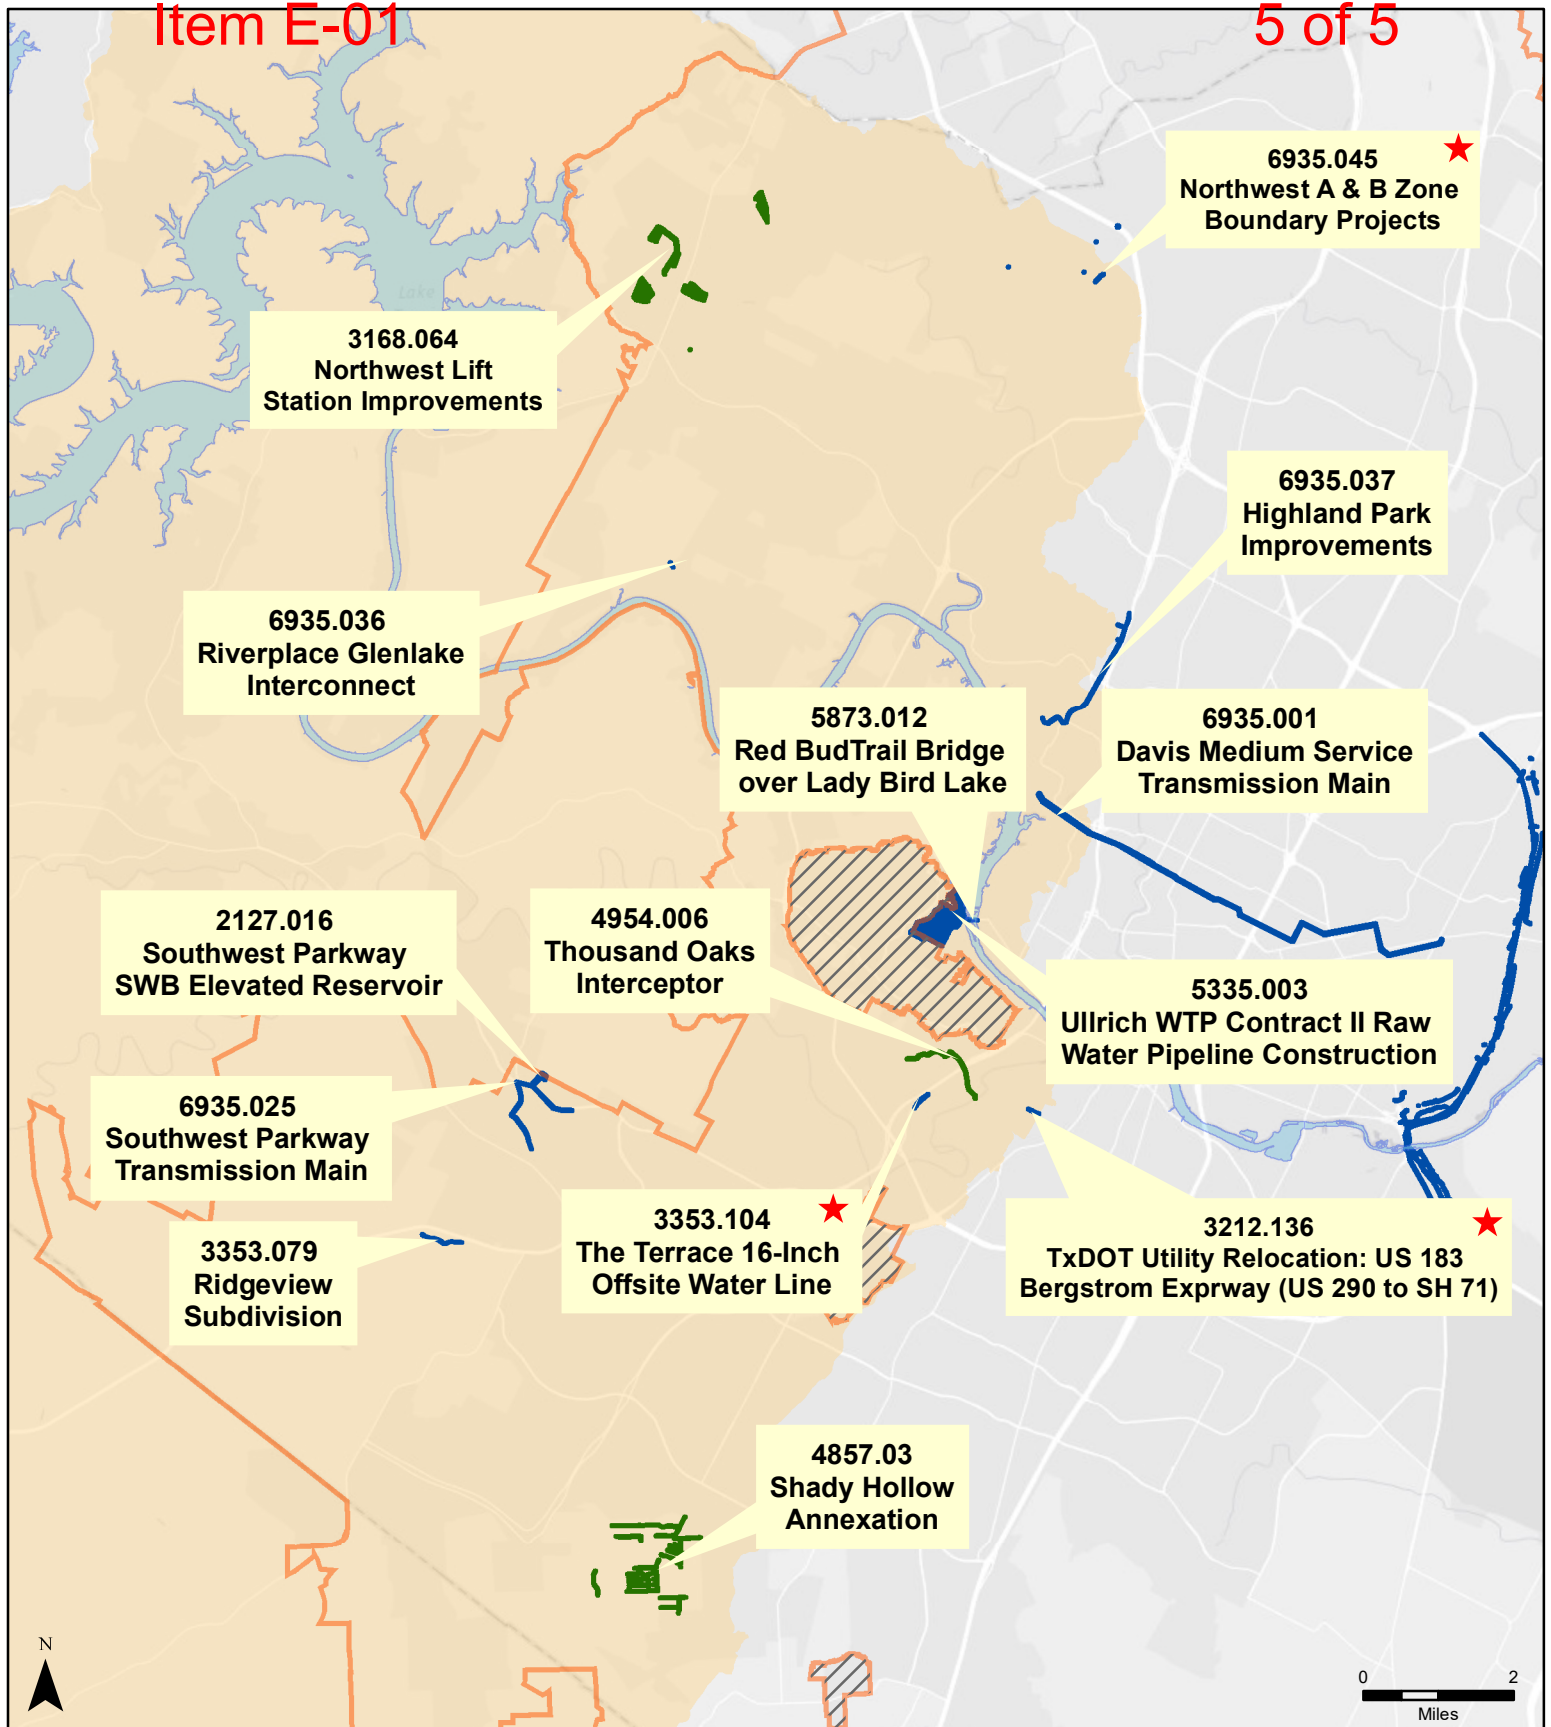 Item E-01
5 of 5
6935.045
Northwest A & B Zone
Boundary Projects
Lake
3168.064
Northwest Lift
Station Improvements
6935.037
Highland Park
Improvements
6935.036
Riverplace Glenlake
Interconnect
5873.012
Red BudTrail Bridge
over Lady Bird Lake
6935.001
Davis Medium Service
Transmission Main
2127.016
Southwest Parkway
SWB Elevated Reservoir
4954.006
Thousand Oaks
Interceptor
5335.003
Ullrich WTP Contract II Raw
Water Pipeline Construction
6935.025
Southwest Parkway
Transmission Main
3353.104
The Terrace 16-Inch
Offsite Water Line
3212.136
TxDOT Utility Relocation: US 183
Bergstrom Exprway (US 290 to SH 71)
3353.079
Ridgeview
Subdivision
4857.03
Shady Hollow
Annexation
N
0 2
Miles